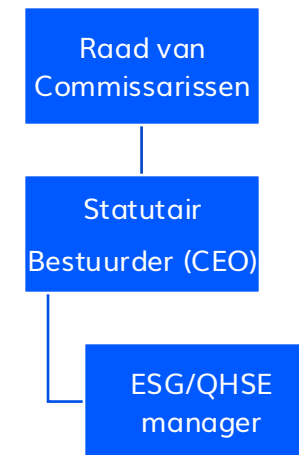 Raad van
Commissarissen
Statutair
Bestuurder (CEO)
ESG/QHSE
manager